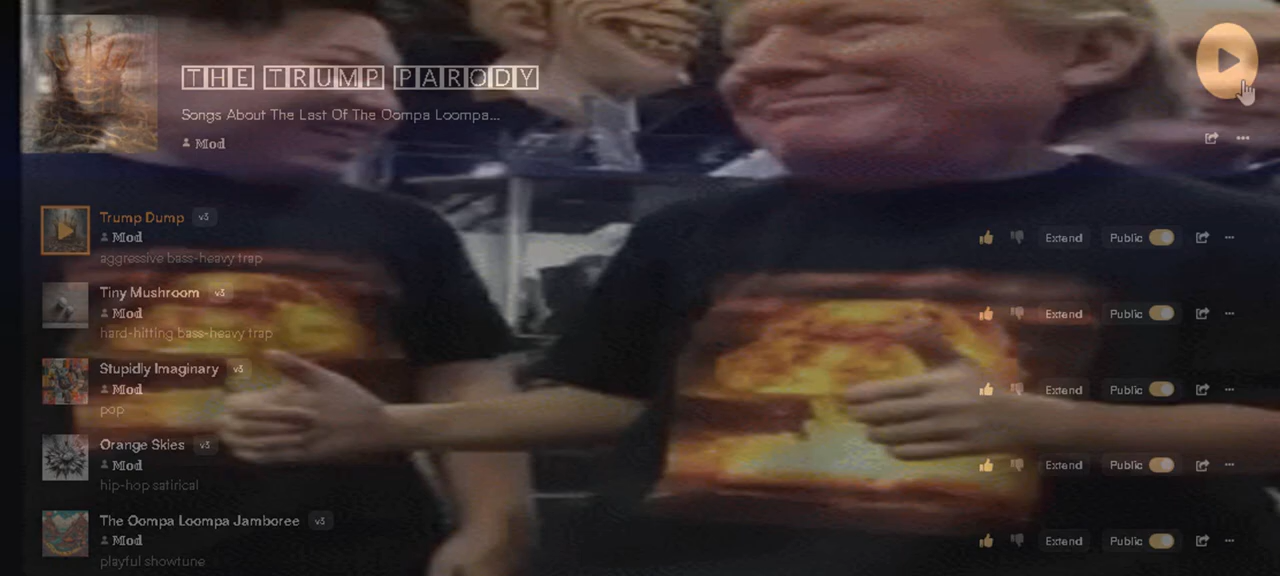 THE TRUMP PARODY
Songs About The Last Of The Oompa Loompa...
Mod
Trump Dump v3
Mod
Extend Public
aggressive bass-heavy trap
Tiny Mushroom v3
Mod
Extend Public
hard-hitting bass-heavy trap
Stupidly Imaginary v3
Mod
Extend Public
pop
Orange Skies v3
Mod
Extend Public
hip-hop satirical
The Oompa Loompa Jamboree v3
Mod
Extend Public
playful showtune